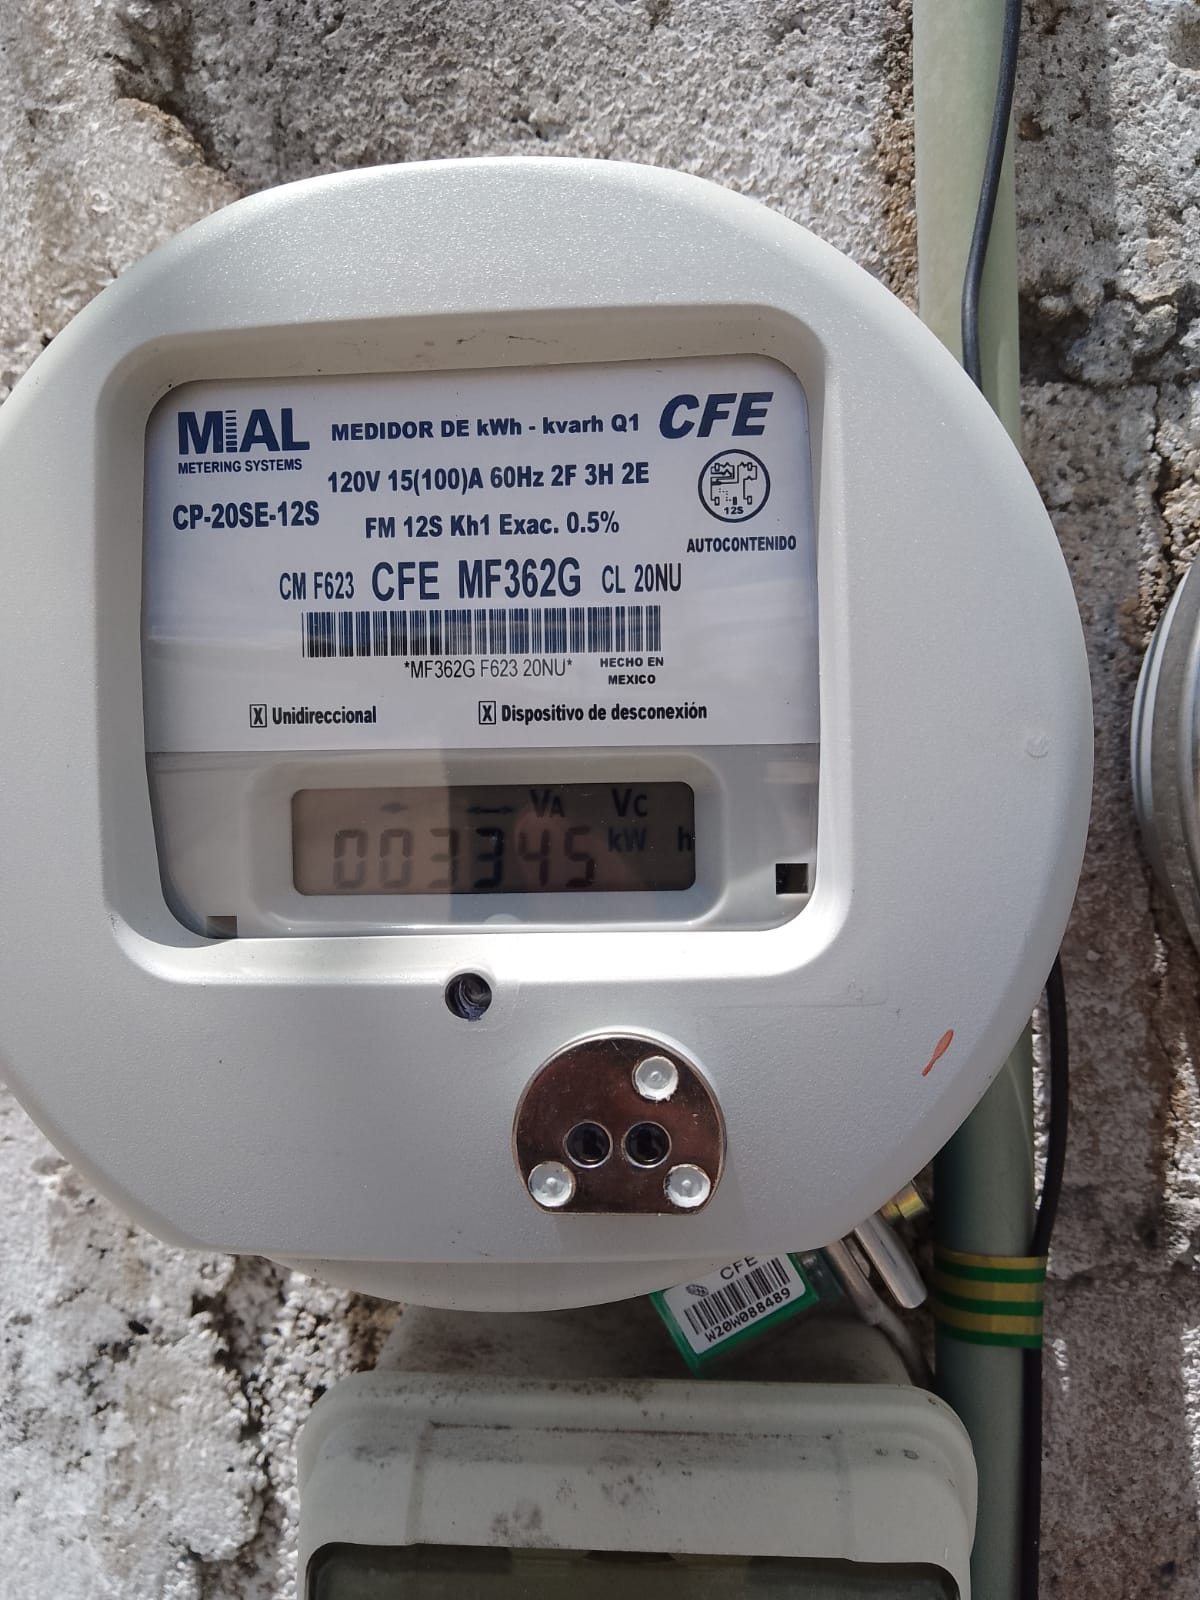 MIAL
METERING SYSTEMS
MEDIDOR DE kWh - kvarh Q1
CFE
120V 15(100)A 60Hz 2F 3H 2E
CP-20SE-12S
FM 12S Kh1 Exac. 0.5%
12S
AUTOCONTENIDO
CM F623 CFE MF362G CL 20NU
*MF362G F623 20NU*
HECHO EN
MEXICO
X Unidireccional
X Dispositivo de desconexión
VA VC
003345 kW h
CFE
W20W088489